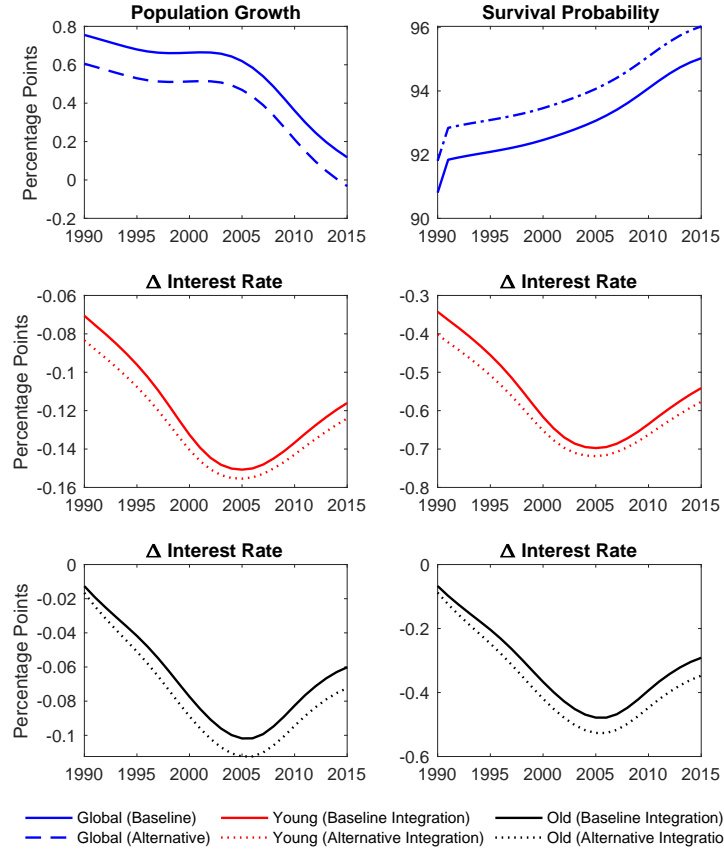 Population Growth
Survival Probability
Percentage Points
0.8
0.6
0.4
0.2
0
-0.2
1990 1995 2000 2005 2010 2015
96
94
92
90
1990 1995 2000 2005 2010 2015
Δ Interest Rate
Δ Interest Rate
Percentage Points
-0.06
-0.08
-0.1
-0.12
-0.14
-0.16
1990 1995 2000 2005 2010 2015
-0.3
-0.4
-0.5
-0.6
-0.7
-0.8
1990 1995 2000 2005 2010 2015
Δ Interest Rate
Δ Interest Rate
Percentage Points
0
-0.02
-0.04
-0.06
-0.08
-0.1
1990 1995 2000 2005 2010 2015
0
-0.2
-0.4
-0.6
1990 1995 2000 2005 2010 2015
Global (Baseline) Young (Baseline Integration) Old (Baseline Integration)
Global (Alternative) Young (Alternative Integration) Old (Alternative Integratio